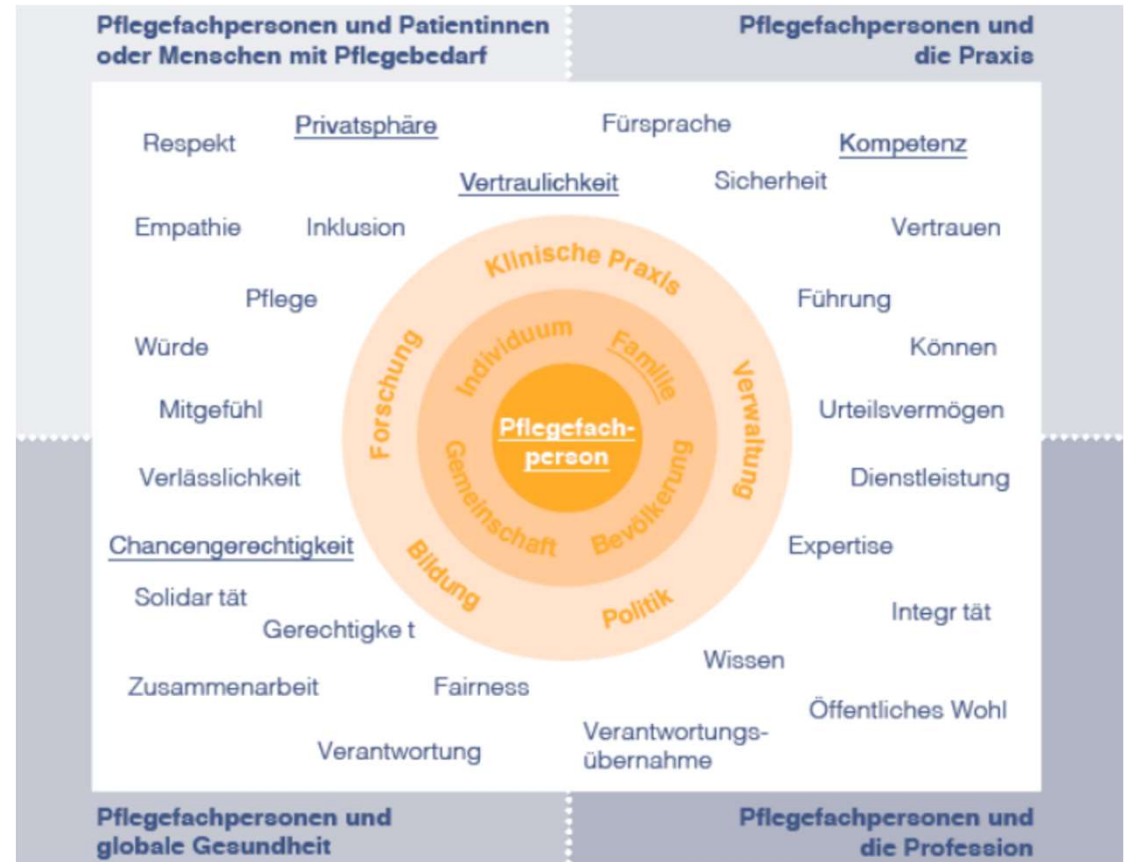 Pflegefachpersonen und Patientinnen
oder Menschen mit Pflegebedarf
Pflegefachpersonen und
die Praxis
Respekt
Privatsphäre
Fürsprache
Kompetenz
Vertraulichkeit
Sicherheit
Empathie
Inklusion
Vertrauen
Pflege
Führung
Würde
Können
Mitgefühl
Urteilsvermögen
Verlässlichkeit
Dienstleistung
Chancengerechtigkeit
Expertise
Solidar tät
Integr tät
Gerechtigke t
Wissen
Zusammenarbeit
Fairness
Öffentliches Wohl
Verantwortung
Verantwortungs-
übernahme
Klinische Praxis
Forschung
Verwaltung
Bildung
Politik
Individuum
Familie
Gemeinschaft
Bevölkerung
Pflegefach-
person
Pflegefachpersonen und
globale Gesundheit
Pflegefachpersonen und
die Profession